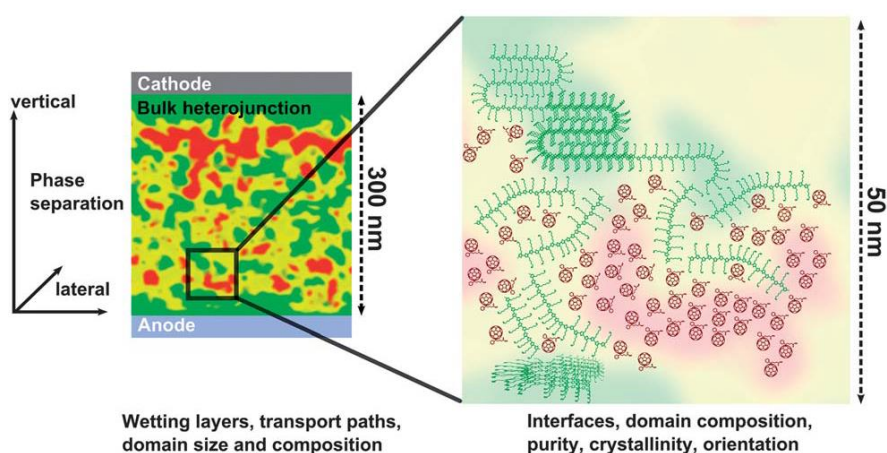 Cathode
vertical
Bulk heterojunction
Phase
separation
300 nm
50 nm
lateral
Anode
Wetting layers, transport paths,
domain size and composition
Interfaces, domain composition,
purity, crystallinity, orientation